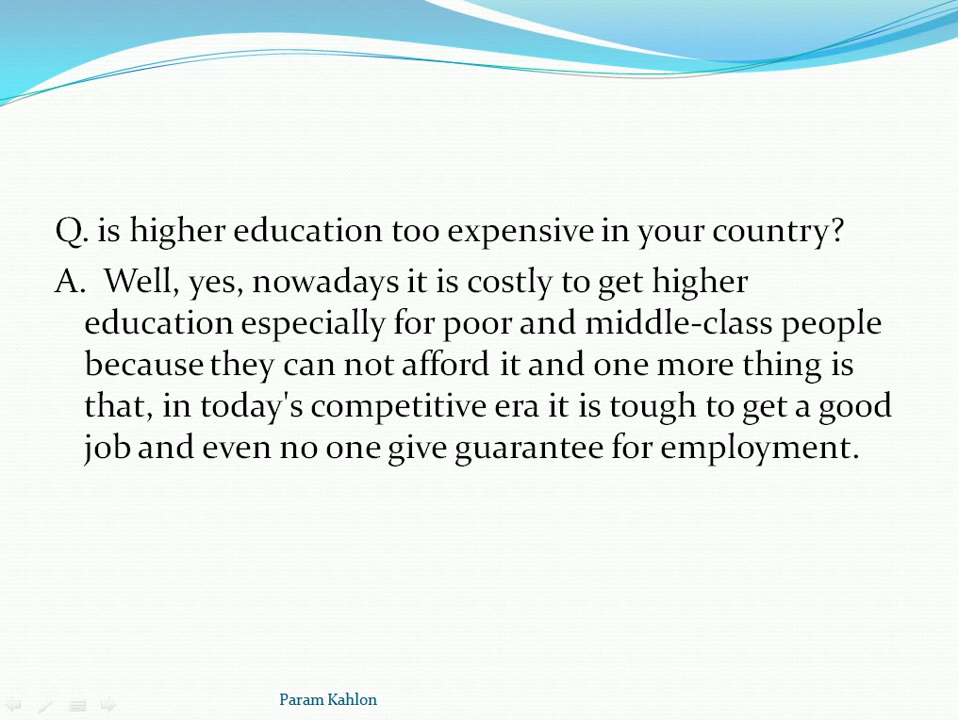 Q. is higher education too expensive in your country?
A. Well, yes, nowadays it is costly to get higher
education especially for poor and middle-class people
because they can not afford it and one more thing is
that, in today's competitive era it is tough to get a good
job and even no one give guarantee for employment.
Param Kahlon